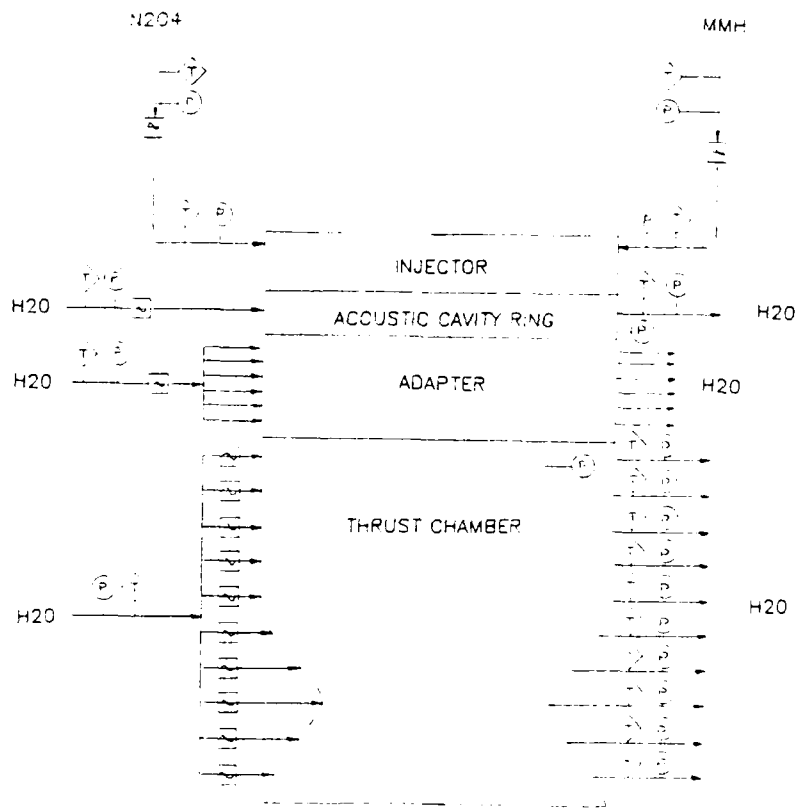 N2O4 MMH
T T
P P
T P P T
INJECTOR
T P T P
H2O ACOUSTIC CAVITY RING H2O
T P P
H2O ADAPTER H2O
T P
P
THRUST CHAMBER
P T
H2O H2O